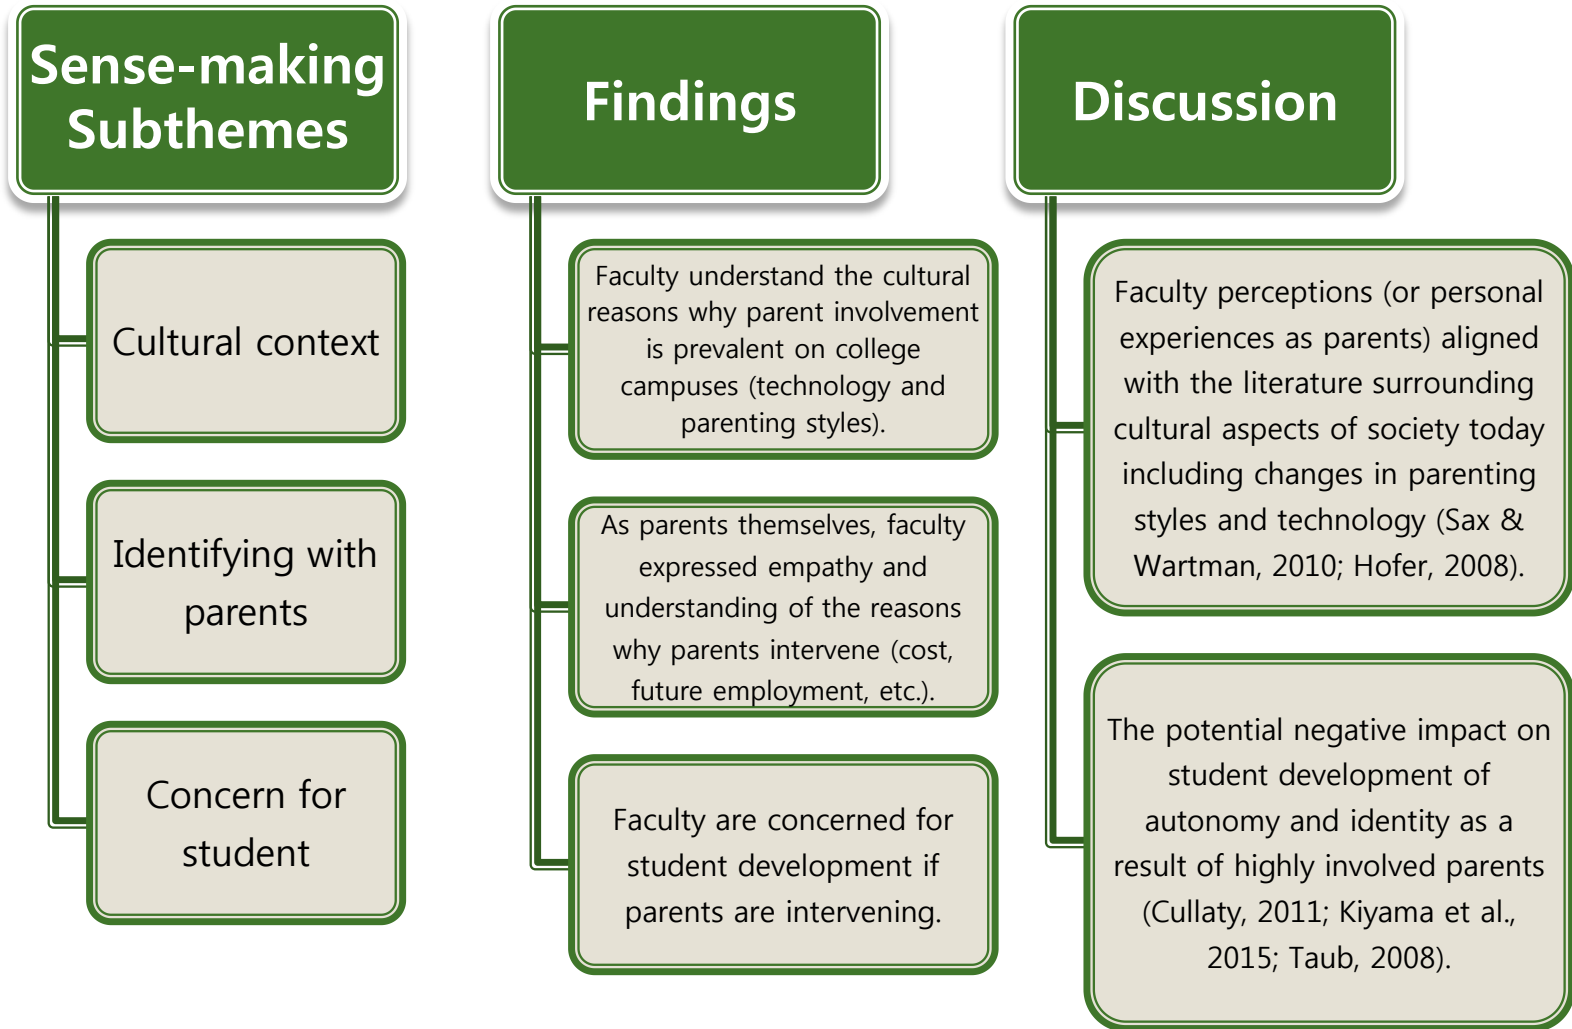 Sense-making
Subthemes
Cultural context
Identifying with
parents
Concern for
student
Findings
Faculty understand the cultural
reasons why parent involvement
is prevalent on college
campuses (technology and
parenting styles).
As parents themselves, faculty
expressed empathy and
understanding of the reasons
why parents intervene (cost,
future employment, etc.).
Faculty are concerned for
student development if
parents are intervening.
Discussion
Faculty perceptions (or personal
experiences as parents) aligned
with the literature surrounding
cultural aspects of society today
including changes in parenting
styles and technology (Sax &
Wartman, 2010; Hofer, 2008).
The potential negative impact on
student development of
autonomy and identity as a
result of highly involved parents
(Cullaty, 2011; Kiyama et al.,
2015; Taub, 2008).